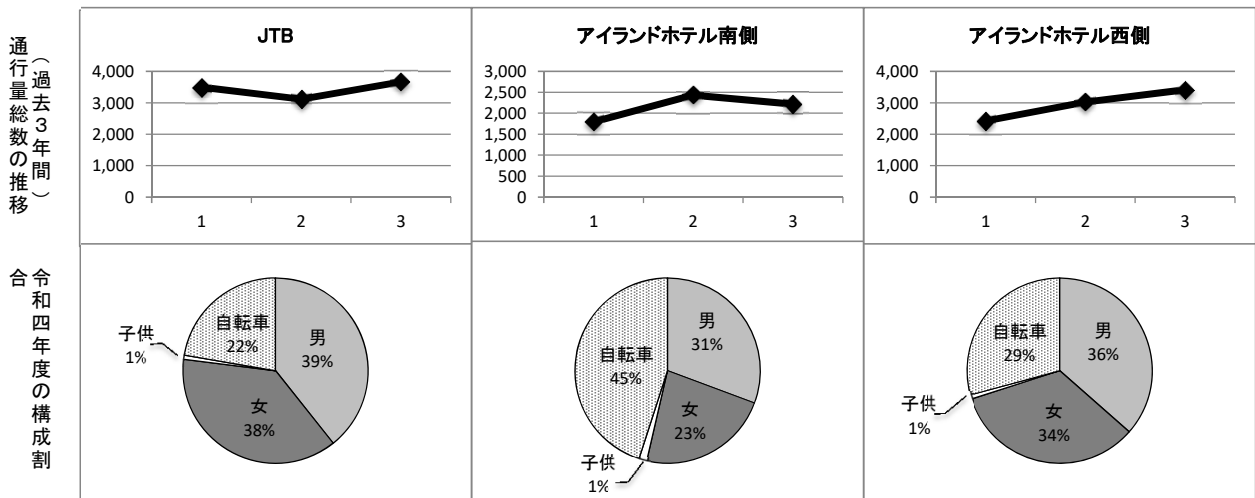 通行量総数の推移
（過去３年間）
JTB
4,000
3,000
2,000
1,000
0
1 2 3
アイランドホテル南側
3,000
2,500
2,000
1,500
1,000
500
0
1 2 3
アイランドホテル西側
4,000
3,000
2,000
1,000
0
1 2 3
令和四年度の構成割
合
男
39%
女
38%
子供
1%
自転車
22%
男
31%
女
23%
子供
1%
自転車
45%
男
36%
女
34%
子供
1%
自転車
29%